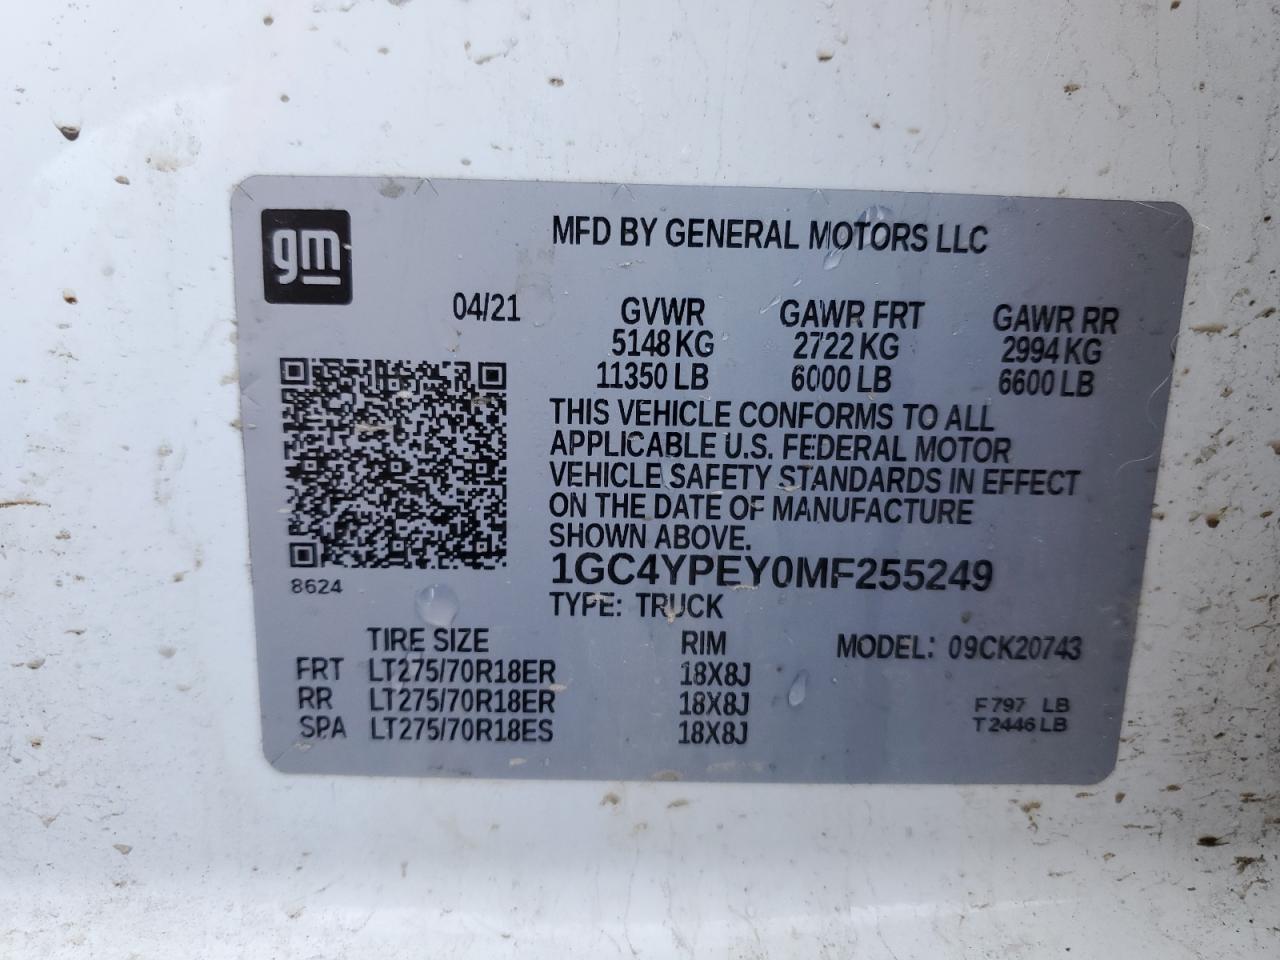 gm
MFD BY GENERAL MOTORS LLC
04/21 GVWR GAWR FRT GAWR RR
5148 KG 2722 KG 2994 KG
11350 LB 6000 LB 6600 LB
THIS VEHICLE CONFORMS TO ALL
APPLICABLE U.S. FEDERAL MOTOR
VEHICLE SAFETY STANDARDS IN EFFECT
ON THE DATE OF MANUFACTURE
SHOWN ABOVE.
1GC4YPEY0MF255249
8624
TYPE: TRUCK
TIRE SIZE RIM MODEL: 09CK20743
FRT LT275/70R18ER 18X8J
RR LT275/70R18ER 18X8J F797 LB
SPA LT275/70R18ES 18X8J T2446 LB